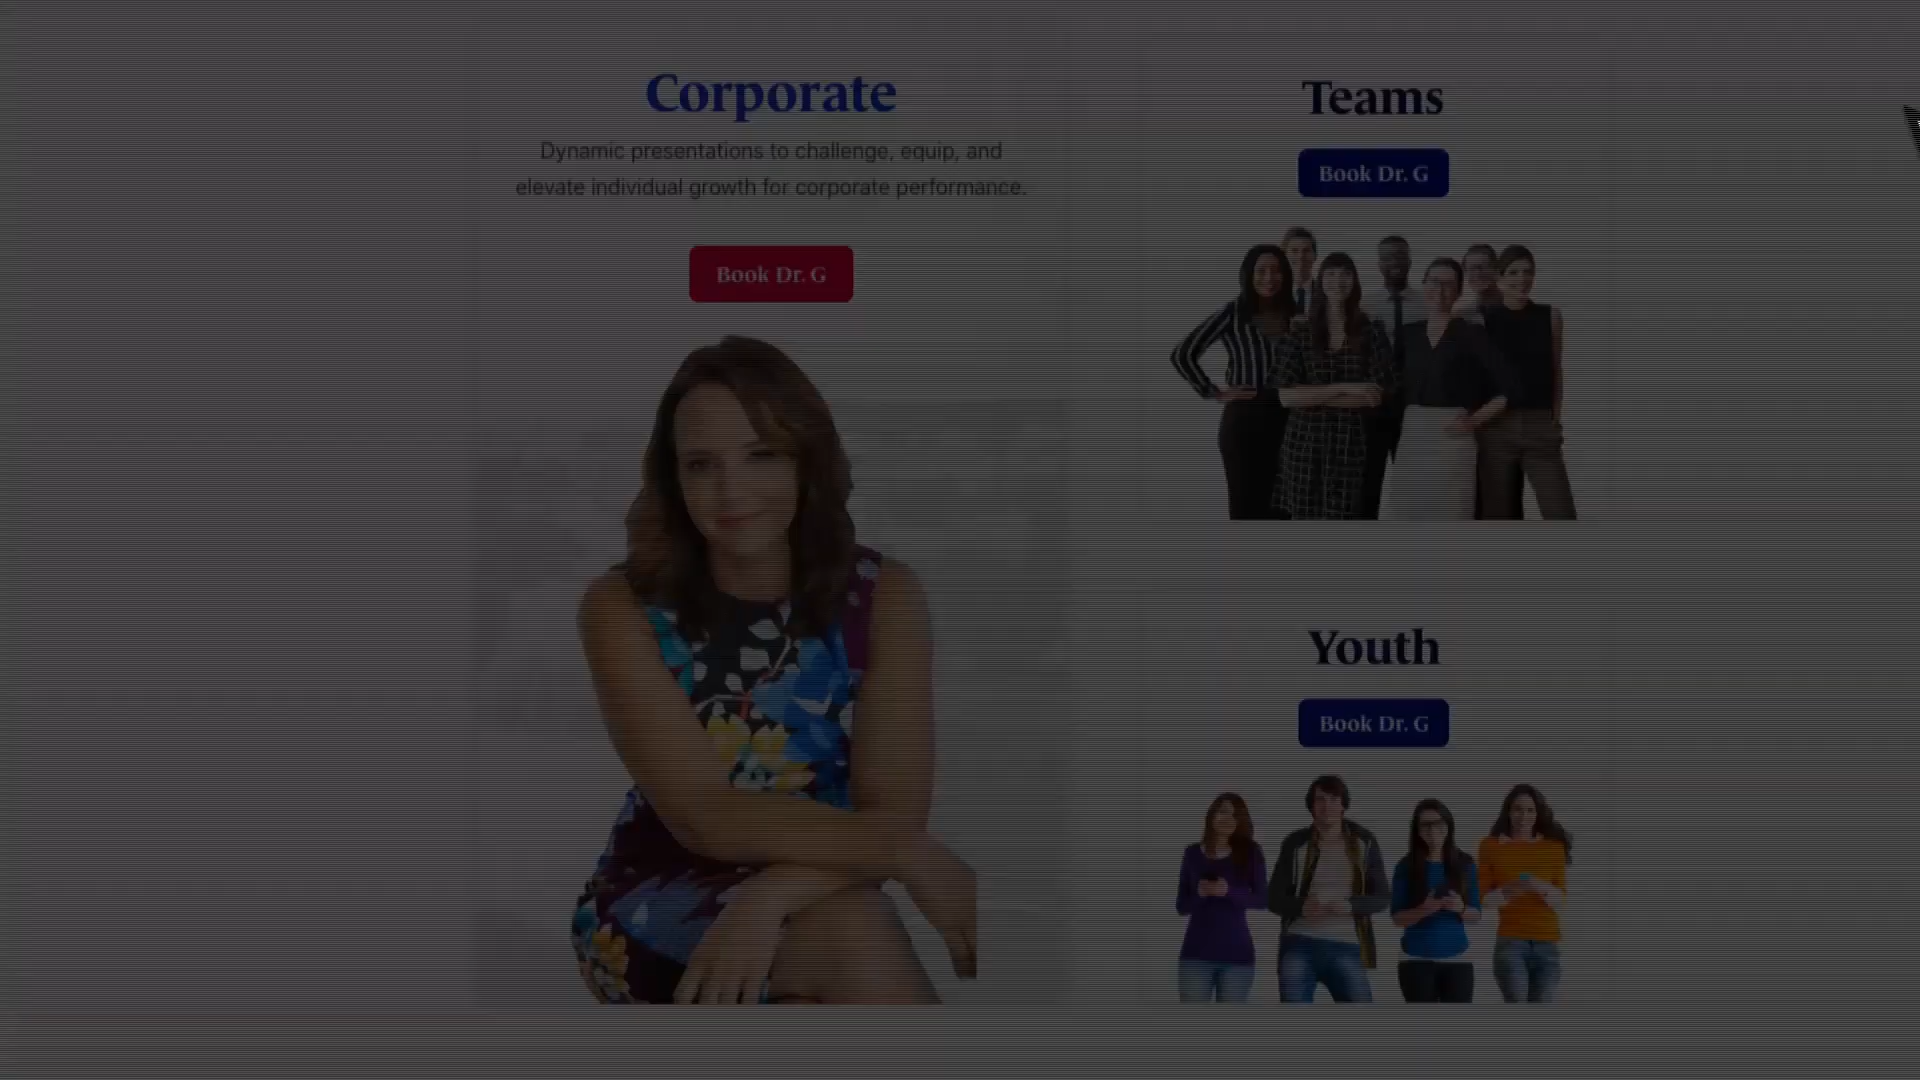 Corporate
Dynamic presentations to challenge, equip, and
elevate individual growth for corporate performance.
Book Dr. G
Teams
Book Dr. G
Youth
Book Dr. G